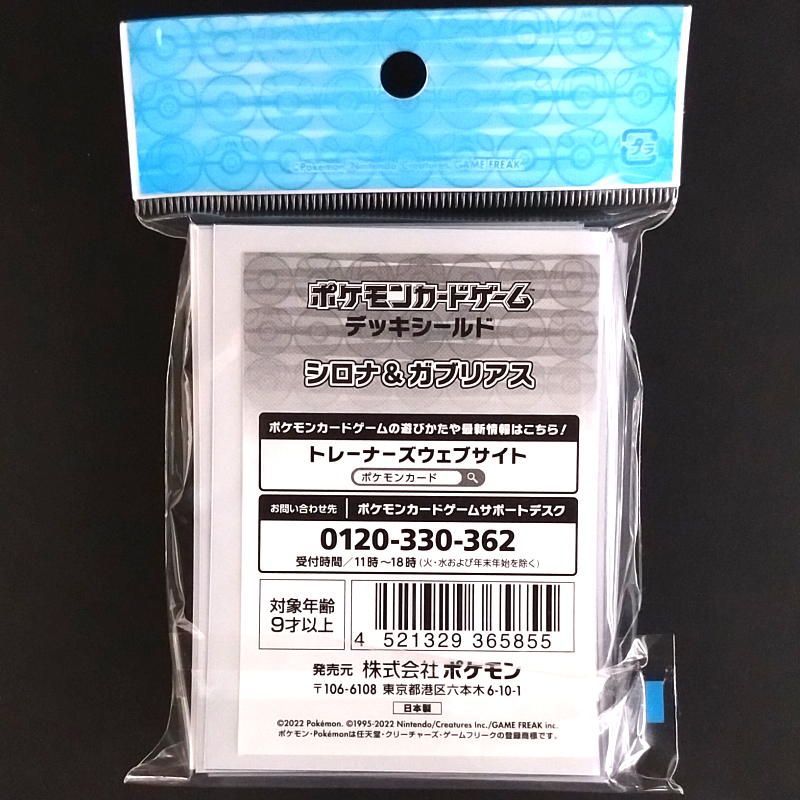 プラ
©Pokémon. Nintendo/Creatures/GAME FREAK
ポケモンカードゲーム
デッキシールド
シロナ&ガブリアス
ポケモンカードゲームの遊びかたや最新情報はこちら!
トレーナーズウェブサイト
ポケモンカード
お問い合わせ先 ポケモンカードゲームサポートデスク
0120-330-362
受付時間/11時〜18時(火・水および年末年始を除く)
対象年齢
9才以上
4 521329 365855
発売元 株式会社 ポケモン
〒106-6108 東京都港区六本木6-10-1
日本製
©2022 Pokémon. ©1995-2022 Nintendo/Creatures Inc./GAME FREAK inc.
ポケモン・Pokémonは任天堂・クリーチャーズ・ゲームフリークの登録商標です。